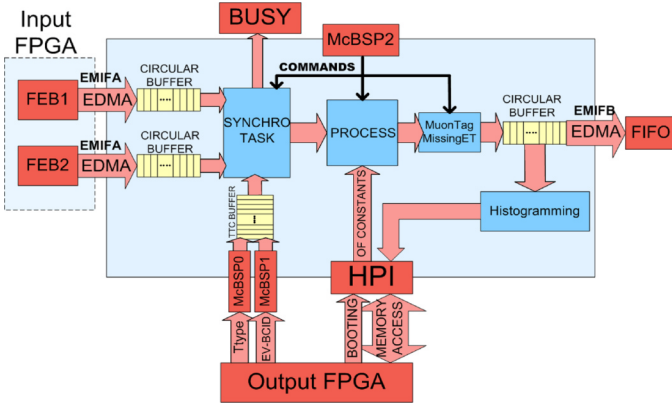 Input
FPGA
BUSY
McBSP2
COMMANDS
EMIFA
CIRCULAR
BUFFER
FEB1
EDMA
....
SYNCHRO
TASK
PROCESS
MuonTag
MissingET
CIRCULAR
BUFFER
....
EMIFB
EDMA
FIFO
EMIFA
CIRCULAR
BUFFER
FEB2
EDMA
....
TTC BUFFER
...
OF CONSTANTS
Histogramming
McBSP0
McBSP1
HPI
Ttype
EV-BCID
BOOTING
MEMORY
ACCESS
Output FPGA